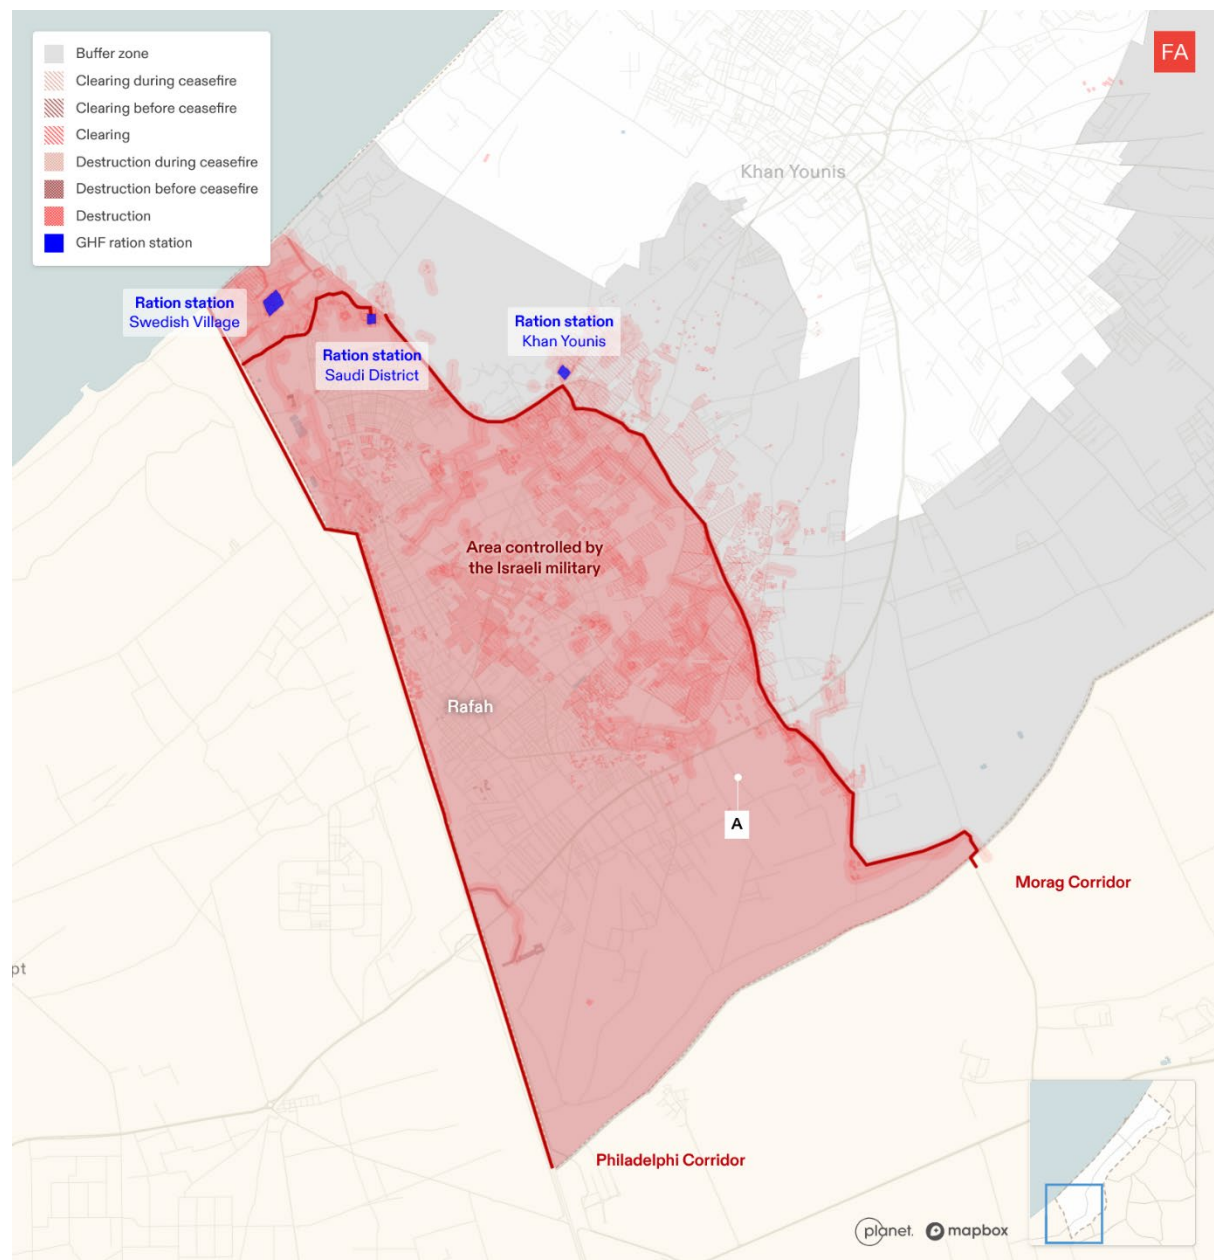 Buffer zone
Clearing during ceasefire
Clearing before ceasefire
Clearing
Destruction during ceasefire
Destruction before ceasefire
Destruction
GHF ration station
FA
Khan Younis
Ration station
Swedish Village
Ration station
Saudi District
Ration station
Khan Younis
Area controlled by
the Israeli military
Rafah
A
Morag Corridor
pt
Philadelphi Corridor
planet. mapbox